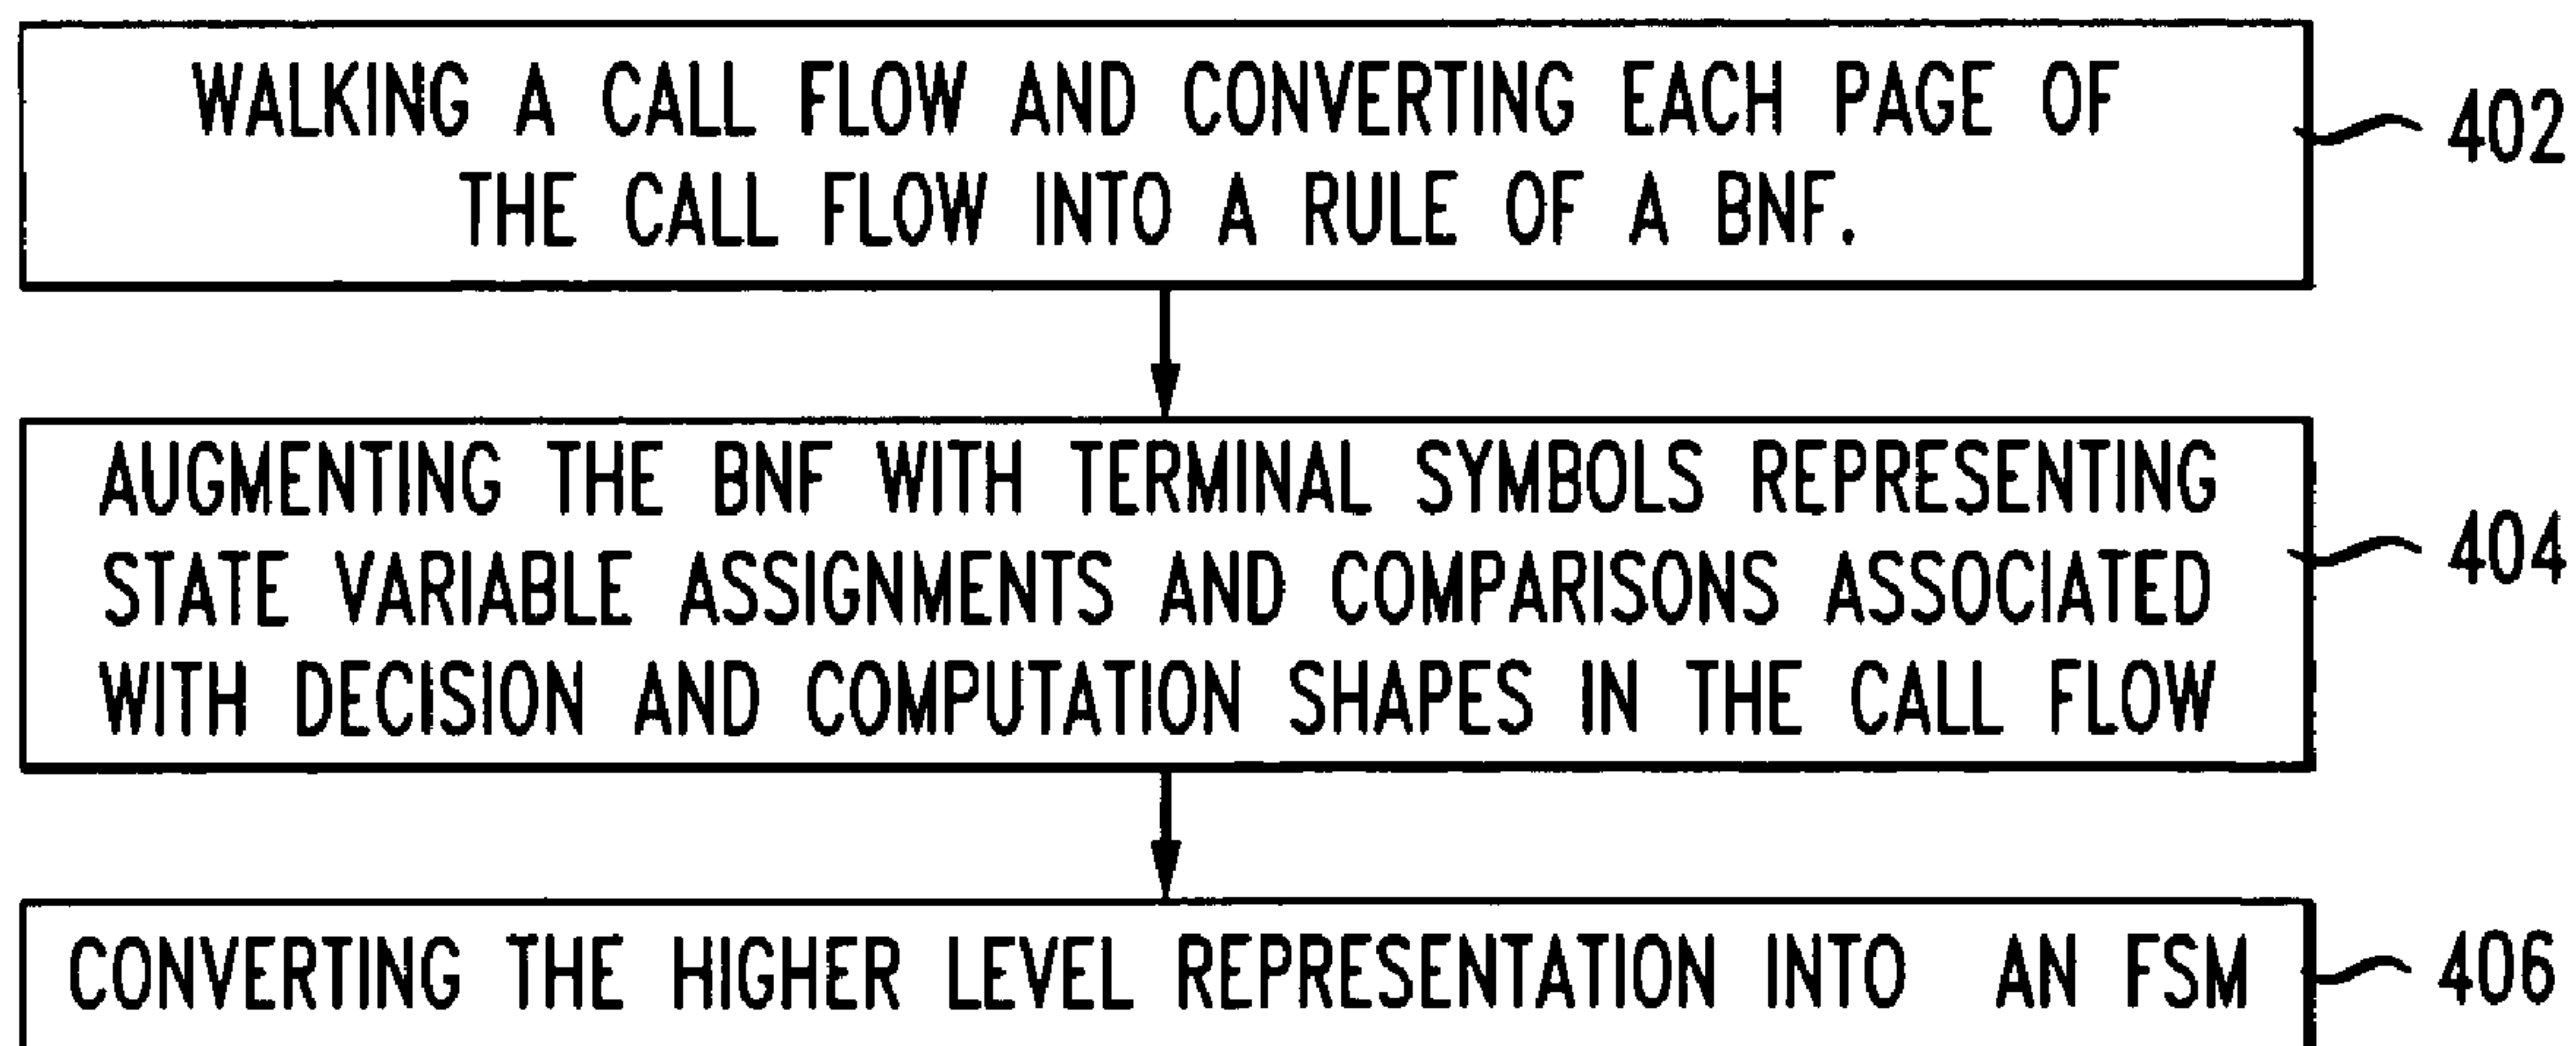 WALKING A CALL FLOW AND CONVERTING EACH PAGE OF
THE CALL FLOW INTO A RULE OF A BNF.
402
AUGMENTING THE BNF WITH TERMINAL SYMBOLS REPRESENTING
STATE VARIABLE ASSIGNMENTS AND COMPARISONS ASSOCIATED
WITH DECISION AND COMPUTATION SHAPES IN THE CALL FLOW
404
CONVERTING THE HIGHER LEVEL REPRESENTATION INTO AN FSM
406